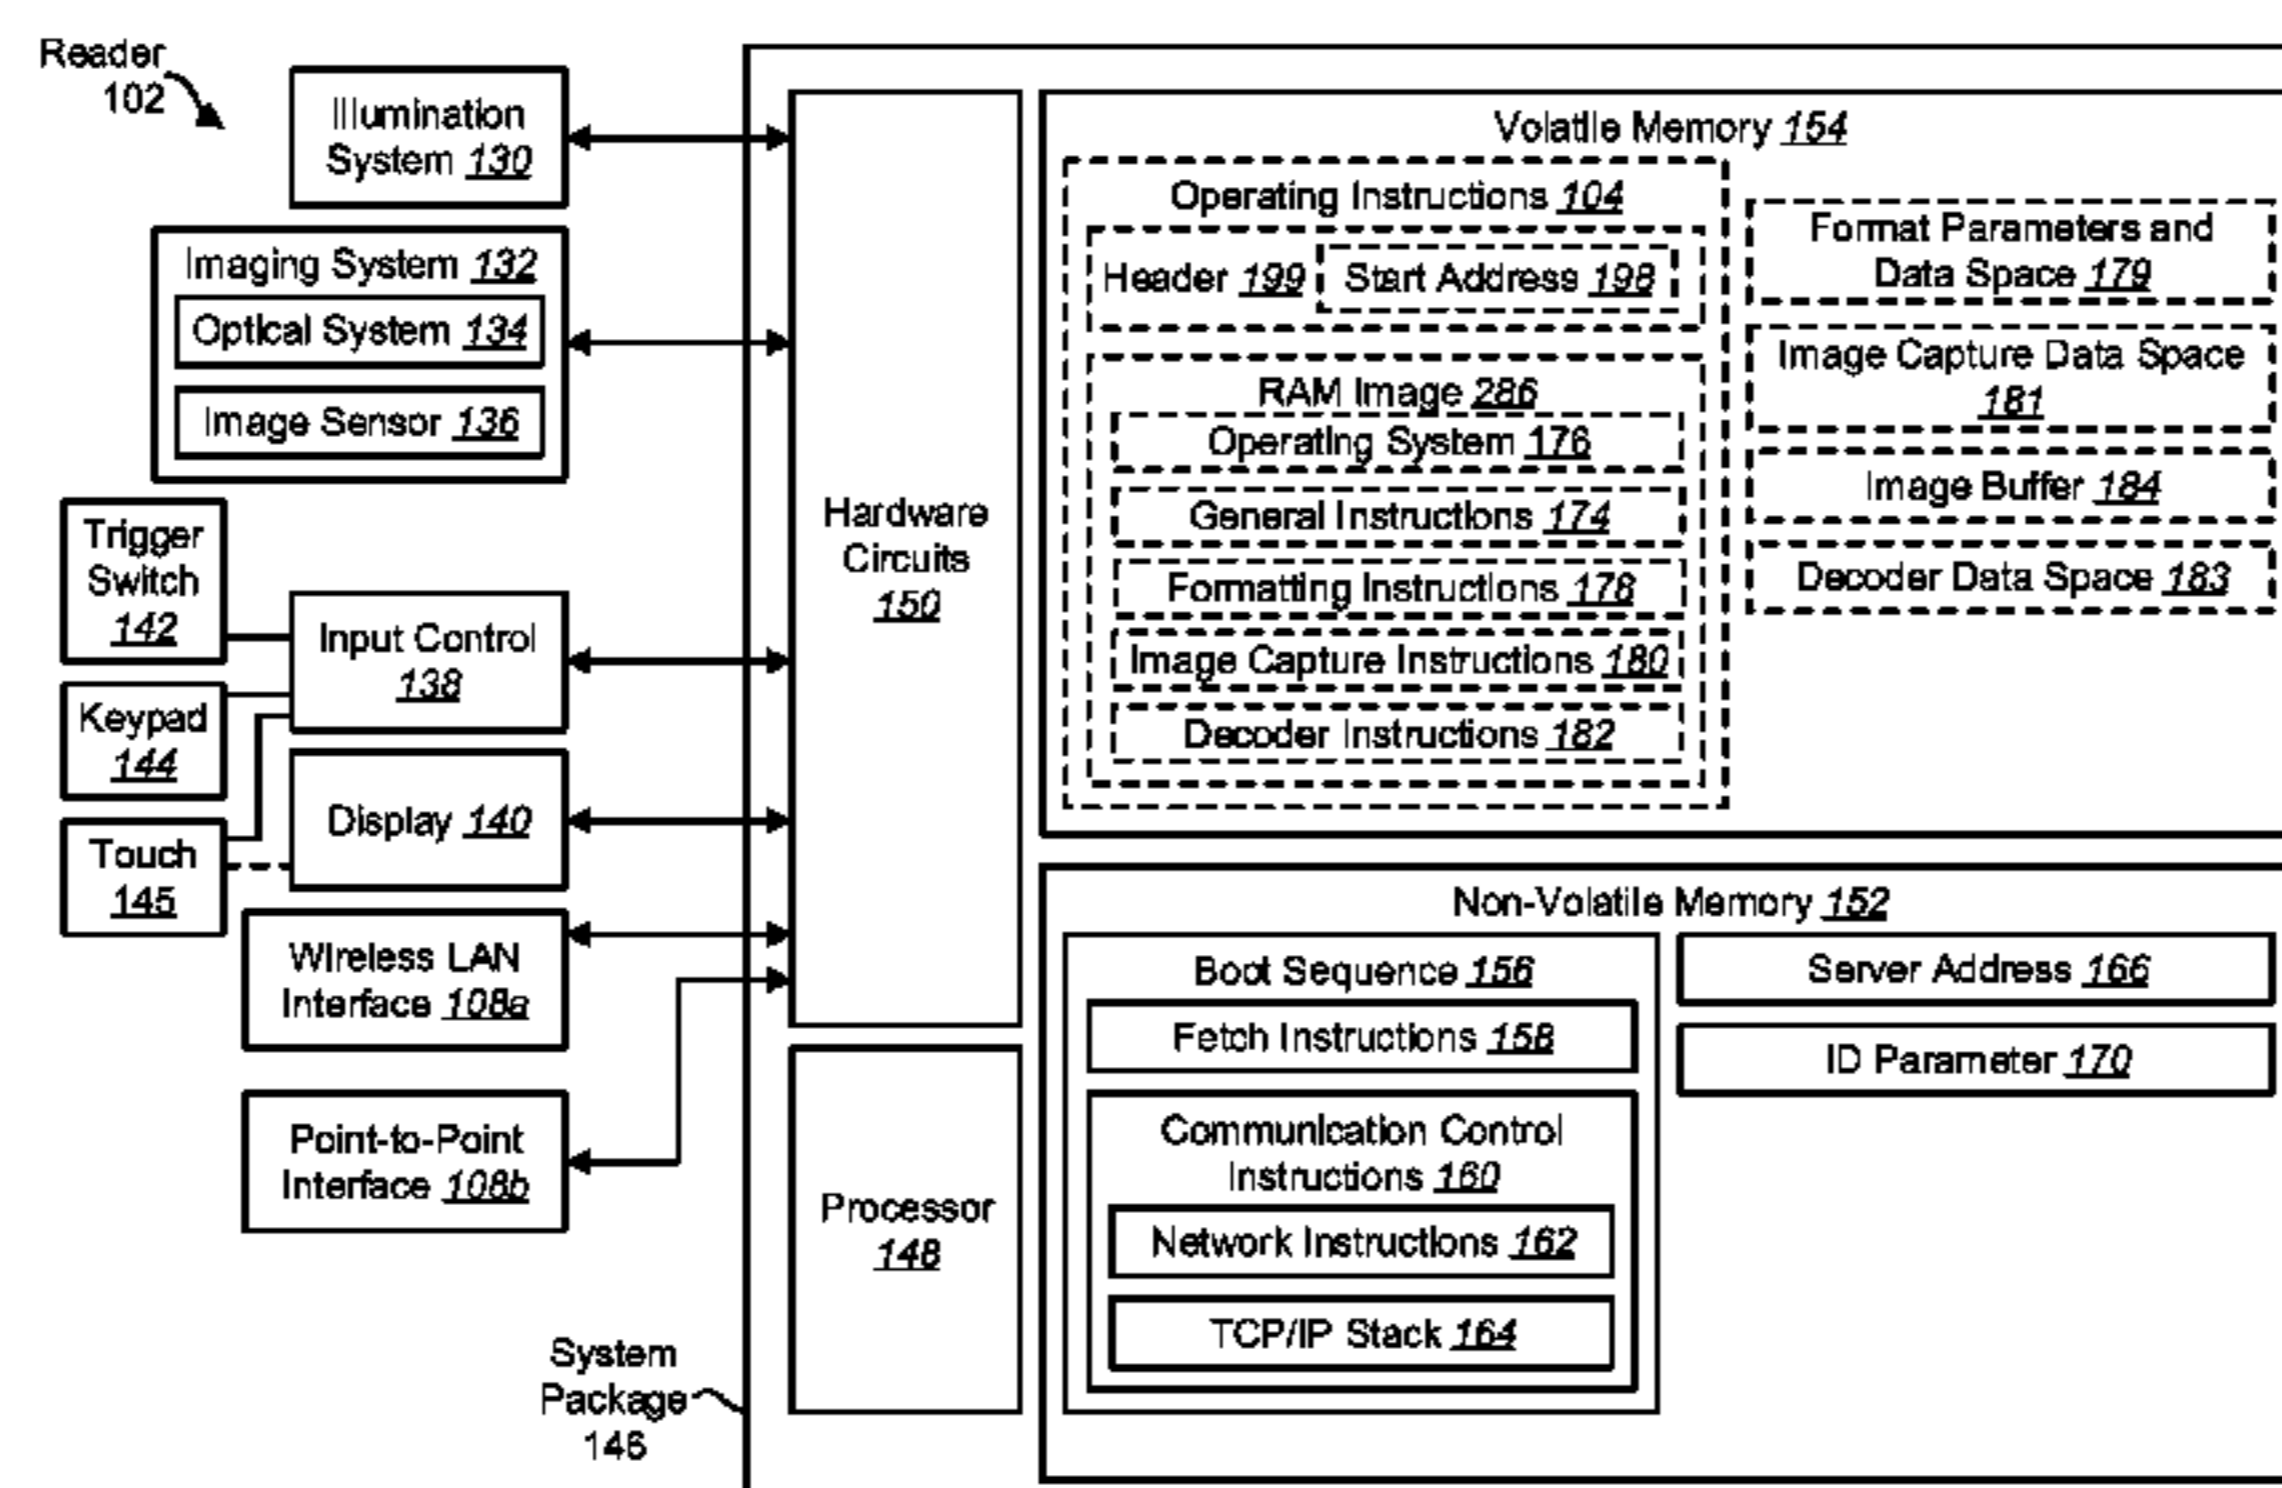 Reader
102
Illumination
System 130
Imaging System 132
Optical System 134
Image Sensor 136
Trigger
Switch
142
Keypad
144
Touch
145
Input Control
138
Display 140
Wireless LAN
Interface 108a
Point-to-Point
Interface 108b
System
Package
146
Hardware
Circuits
150
Processor
148
Volatile Memory 154
Operating Instructions 104
Header 199
Start Address 198
RAM Image 286
Operating System 176
General Instructions 174
Formatting Instructions 178
Image Capture Instructions 180
Decoder Instructions 182
Format Parameters and
Data Space 179
Image Capture Data Space
181
Image Buffer 184
Decoder Data Space 183
Non-Volatile Memory 152
Boot Sequence 156
Fetch Instructions 158
Communication Control
Instructions 160
Network Instructions 162
TCP/IP Stack 164
Server Address 166
ID Parameter 170